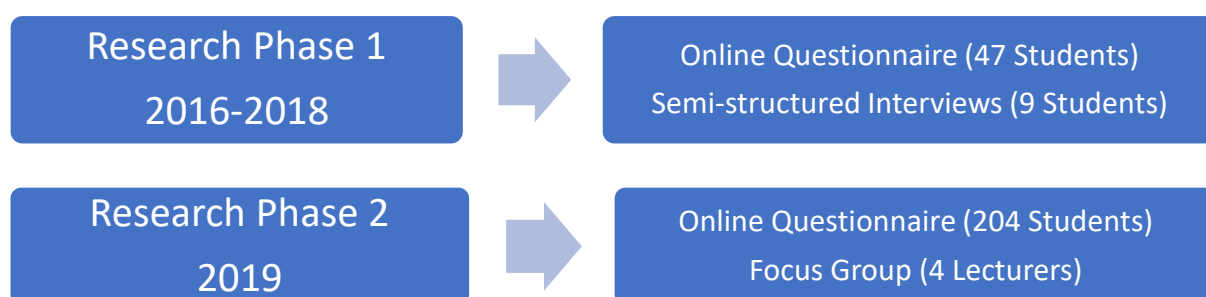 Research Phase 1
2016-2018
Online Questionnaire (47 Students)
Semi-structured Interviews (9 Students)
Research Phase 2
2019
Online Questionnaire (204 Students)
Focus Group (4 Lecturers)